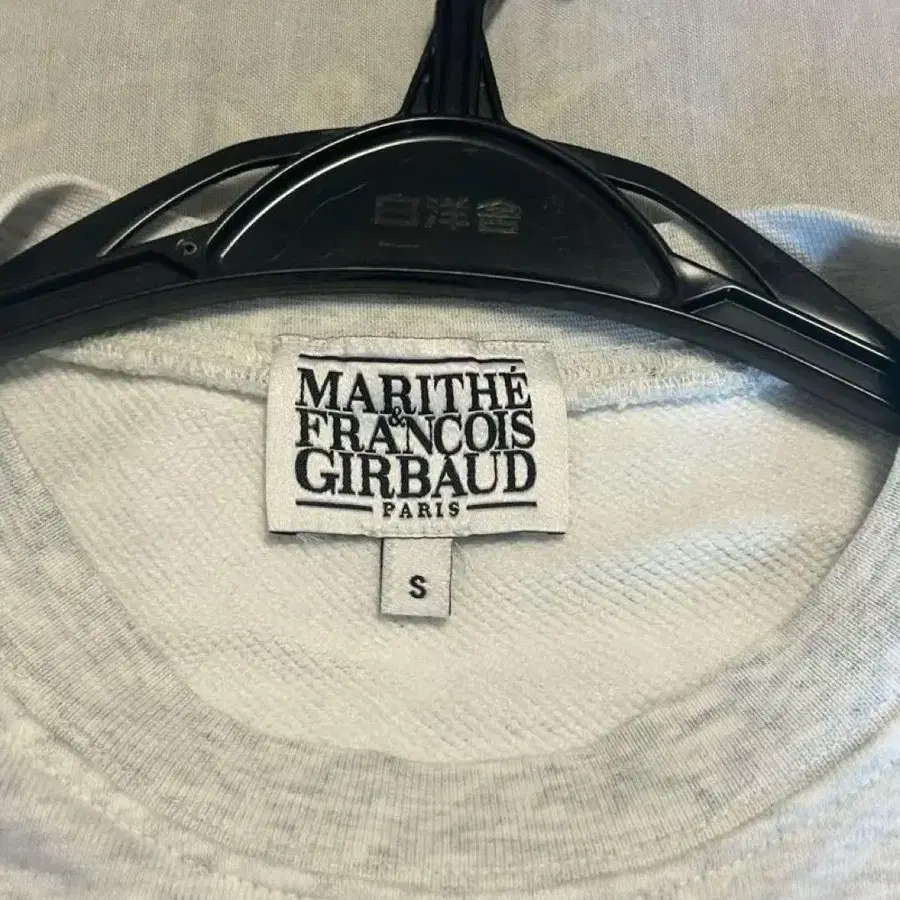 白洋舍
MARITHÉ
&
FRANCOIS
GIRBAUD
PARIS
S